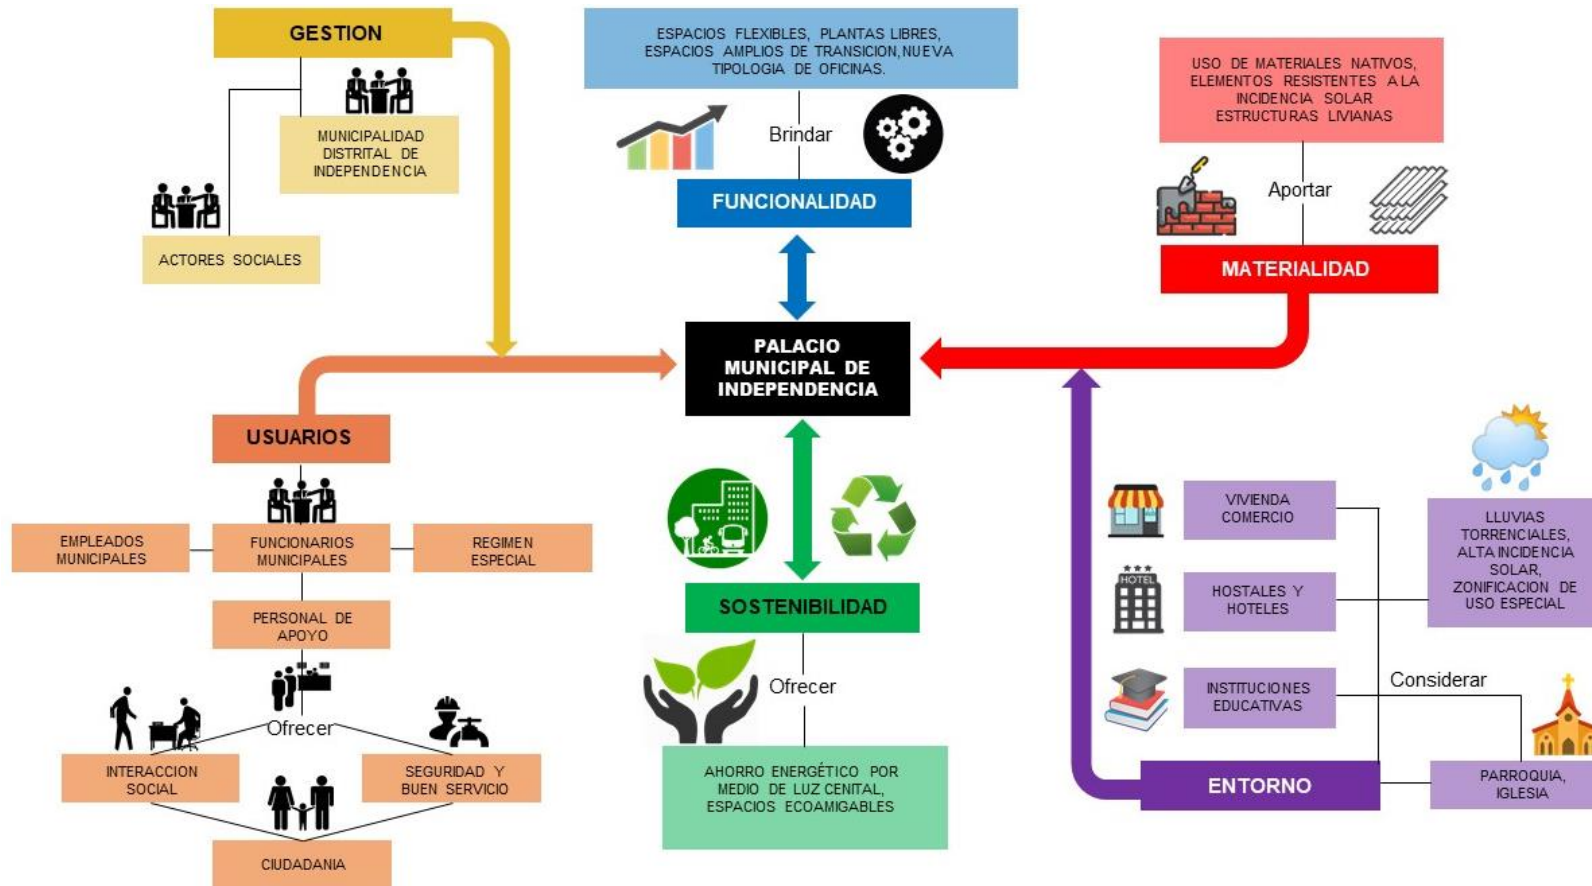 GESTION
MUNICIPALIDAD
DISTRITAL DE
INDEPENDENCIA
ACTORES SOCIALES
ESPACIOS FLEXIBLES, PLANTAS LIBRES,
ESPACIOS AMPLIOS DE TRANSICION,NUEVA
TIPOLOGIA DE OFICINAS.
Brindar
FUNCIONALIDAD
USO DE MATERIALES NATIVOS,
ELEMENTOS RESISTENTES A LA
INCIDENCIA SOLAR
ESTRUCTURAS LIVIANAS
Aportar
MATERIALIDAD
PALACIO
MUNICIPAL DE
INDEPENDENCIA
USUARIOS
EMPLEADOS
MUNICIPALES
FUNCIONARIOS
MUNICIPALES
REGIMEN
ESPECIAL
PERSONAL DE
APOYO
Ofrecer
INTERACCION
SOCIAL
SEGURIDAD Y
BUEN SERVICIO
CIUDADANIA
SOSTENIBILIDAD
Ofrecer
AHORRO ENERGÉTICO POR
MEDIO DE LUZ CENITAL,
ESPACIOS ECOAMIGABLES
VIVIENDA
COMERCIO
HOTEL
HOSTALES Y
HOTELES
INSTITUCIONES
EDUCATIVAS
LLUVIAS
TORRENCIALES,
ALTA INCIDENCIA
SOLAR,
ZONIFICACION DE
USO ESPECIAL
Considerar
ENTORNO
PARROQUIA,
IGLESIA